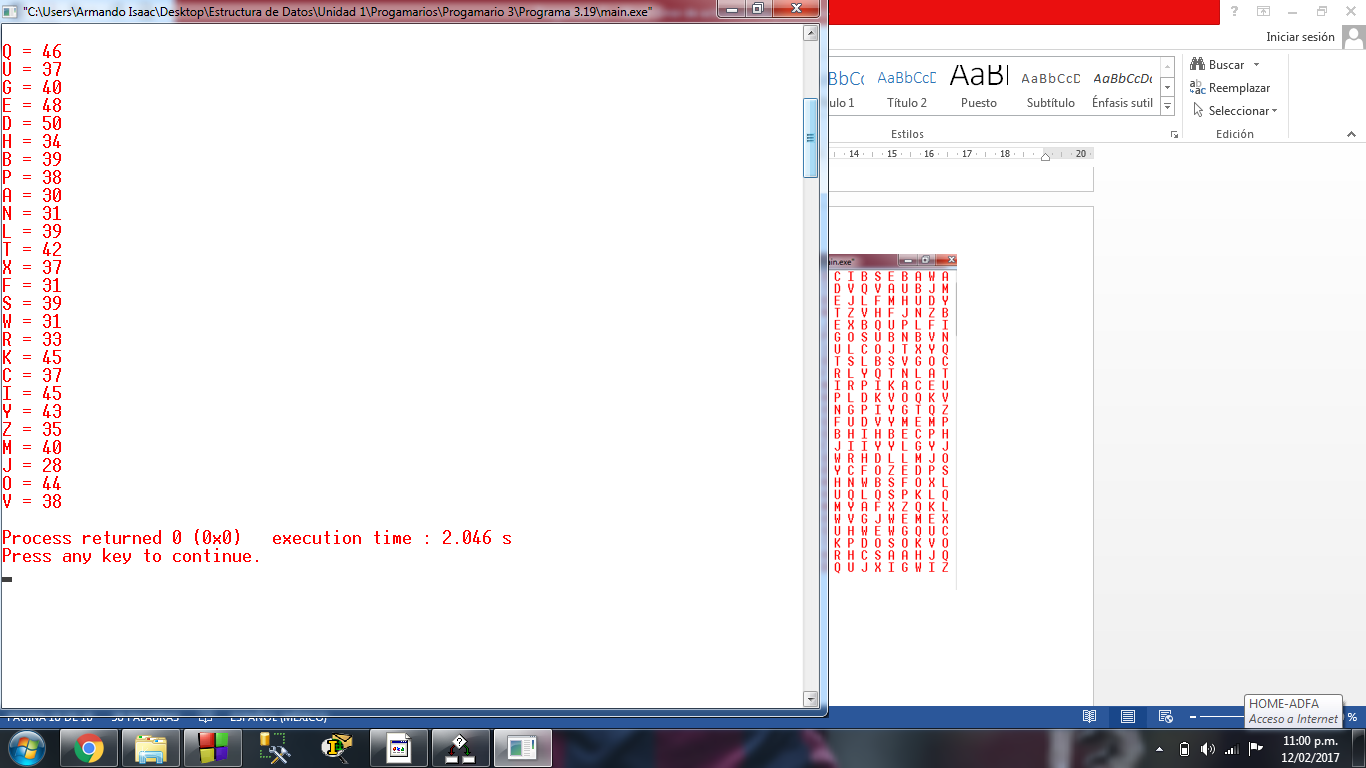 "C:\Users\Armando Isaac\Desktop\Estructura de Datos\Unidad 1\Progamarios\Progamario 3\Programa 3.19\main.exe"
Q = 46
U = 37
G = 40
E = 48
D = 50
H = 34
B = 39
P = 38
A = 30
N = 31
L = 39
T = 42
X = 37
F = 31
S = 39
W = 31
R = 33
K = 45
C = 37
I = 45
Y = 43
Z = 35
M = 40
J = 28
O = 44
V = 38
Process returned 0 (0x0)   execution time : 2.046 s
Press any key to continue.
Iniciar sesión
AaBbCcD AaBbCcD AaBbCcDc
Título 2 Puesto Subtítulo Énfasis sutil
Estilos
Buscar
Reemplazar
Seleccionar
Edición
14 15 16 17 18 20
C I B S E B A W A
D V Q V A U B J M
E J L F M H U D Y
T Z V H F J N Z B
E X B Q U P L F I
G O S U B N B V N
U L C O J T X Y Q
T S L B S V G O C
R L Y Q T N L A T
I R P I K A C E U
P L D K V O Q K V
N G P I Y G T Q Z
F U D V Y M E M P
B H I H B E C P H
J I I Y Y L G Y J
W R H D L L M J O
Y C F O Z E D P S
H N W B S F O X L
U Q L Q S P K L Q
M Y A F X Z Q K L
W V G J W E M E X
U H W E W G Q U C
K P D O S O K V O
R H C S A A H J Q
Q U J X I G W I Z
HOME-ADFA
Acceso a Internet
%
11:00 p.m.
12/02/2017